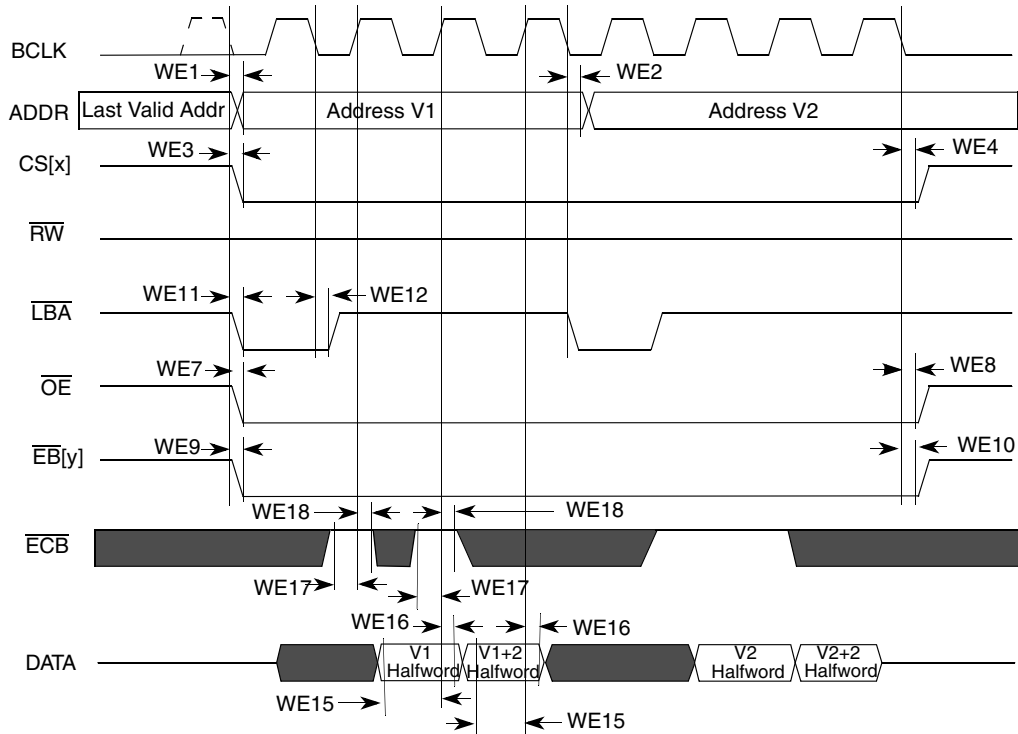 BCLK
WE1
WE2
ADDR
Last Valid Addr
Address V1
Address V2
WE3
WE4
CS[x]
RW
WE11
WE12
LBA
WE7
WE8
OE
WE9
WE10
EB[y]
WE18
WE18
ECB
WE17
WE17
WE16
WE16
DATA
V1
Halfword
V1+2
Halfword
V2
Halfword
V2+2
Halfword
WE15
WE15